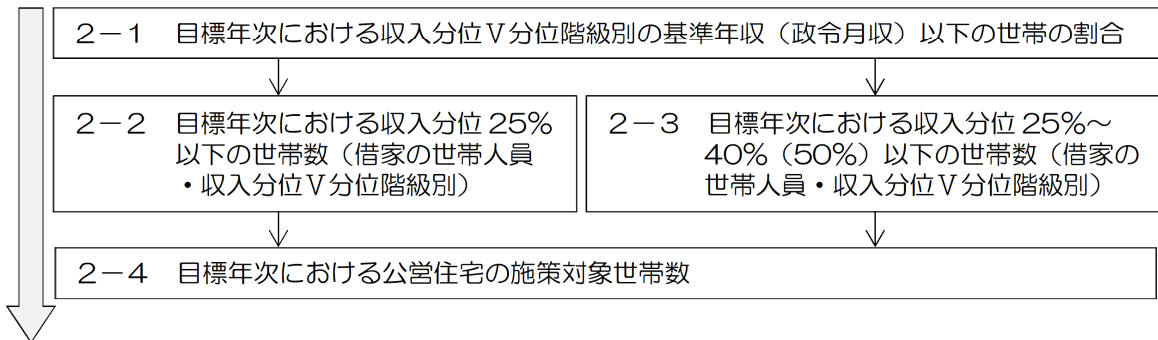 2－1 目標年次における収入分位Ⅴ分位階級別の基準年収（政令月収）以下の世帯の割合
2－2 目標年次における収入分位 25%
以下の世帯数（借家の世帯人員
・収入分位Ⅴ分位階級別）
2－3 目標年次における収入分位 25%～
40%（50%）以下の世帯数（借家の
世帯人員・収入分位Ⅴ分位階級別）
2－4 目標年次における公営住宅の施策対象世帯数